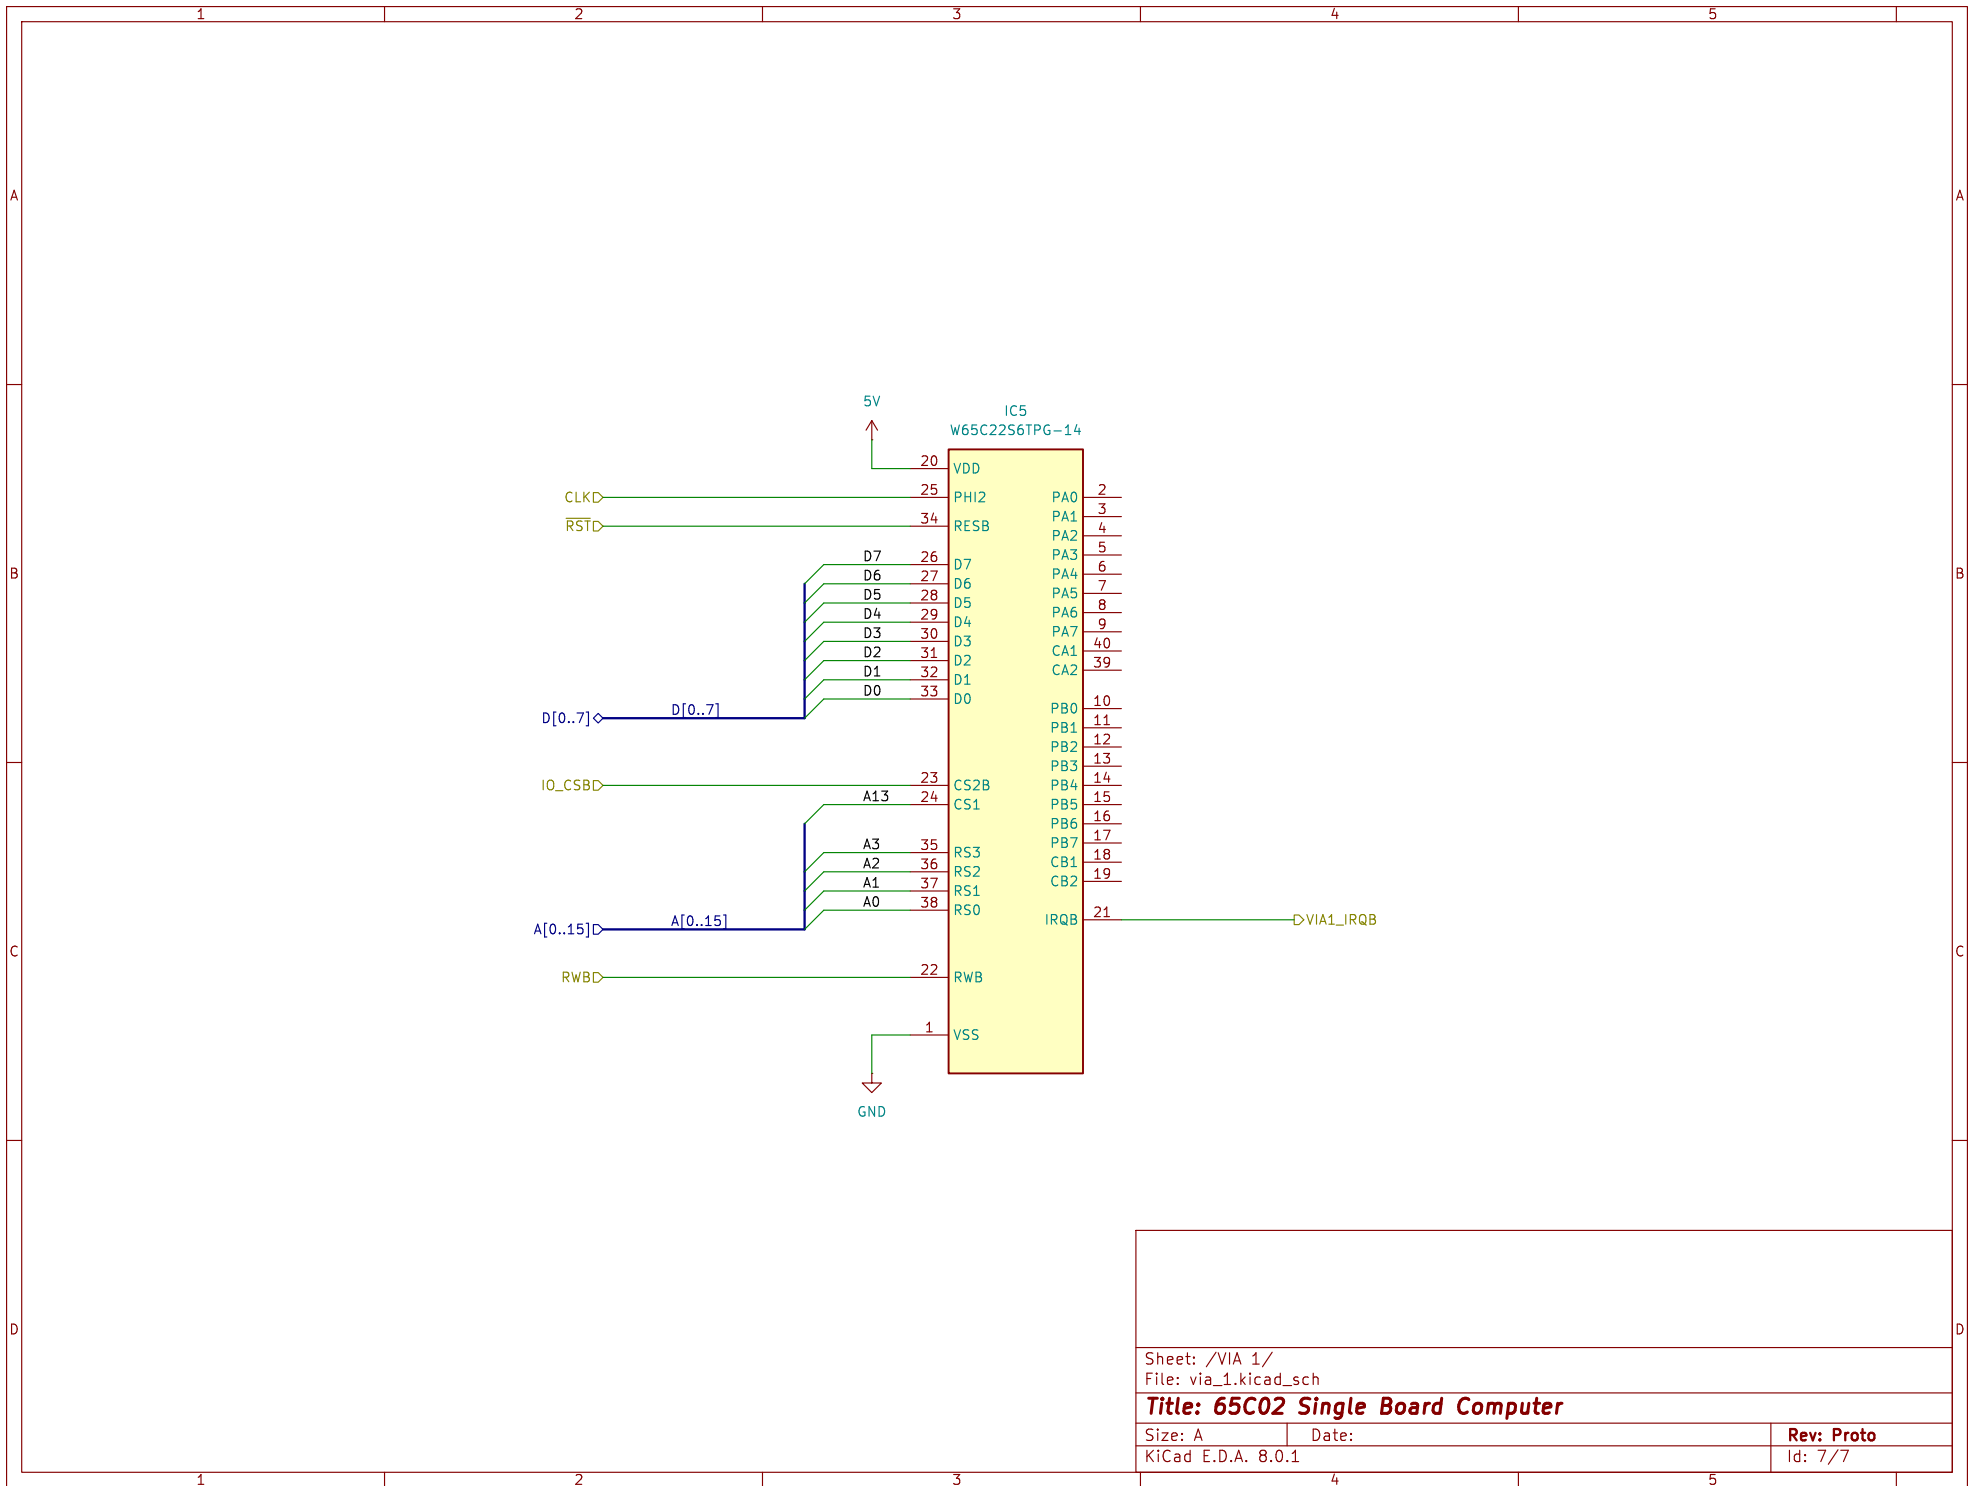 1 2 3 4 5
A A
5V
IC5
W65C22S6TPG-14
20 VDD
CLK 25 PHI2 PA0 2
PA1 3
RST 34 RESB
PA2 4
PA3 5
D7 26 D7
PA4 6
B B
D6 27 D6
PA5 7
D5 28 D5
PA6 8
D4 29 D4
PA7 9
D3 30 D3
CA1 40
D2 31 D2
CA2 39
D1 32 D1
D0 33 D0
PB0 10
D[0..7] D[0..7]
PB1 11
PB2 12
PB3 13
IO_CSB 23 CS2B PB4 14
A13 24 CS1 PB5 15
PB6 16
PB7 17
A3 35 RS3
CB1 18
A2 36 RS2
CB2 19
A1 37 RS1
A0 38 RS0
IRQB 21 VIA1_IRQB
A[0..15] A[0..15]
C C
RWB 22 RWB
1 VSS
GND
D D
Sheet: /VIA 1/
File: via_1.kicad_sch
Title: 65C02 Single Board Computer
Size: A Date: Rev: Proto
KiCad E.D.A. 8.0.1 Id: 7/7
1 2 3 4 5